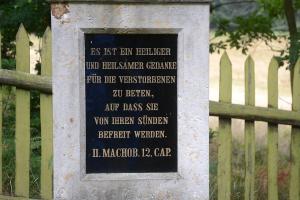 ES IST EIN HEILIGER
UND HEILSAMER GEDANKE
FÜR DIE VERSTORBENEN
ZU BETEN,
AUF DASS SIE
VON IHREN SÜNDEN
BEFREIT WERDEN.
II. MACHOB. 12, CAP.